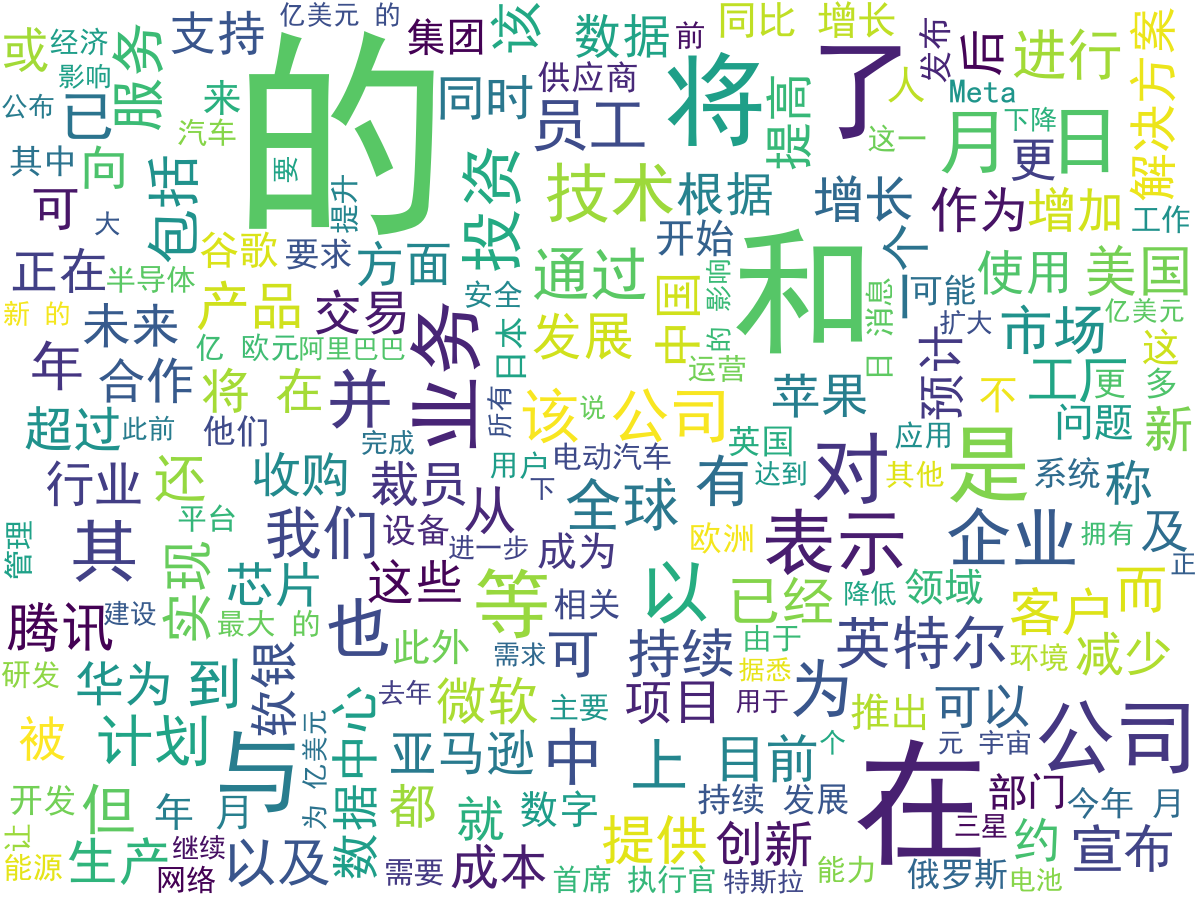 亿美元 的
支持
集团
该
数据
前
同比 增长
发布
后
进行
解决方案
或
经济
影响
服务
的
将
了
公布
已
来
同时
供应商
员工
提高
人
Meta
下降
汽车
月
日
更
这一
其中
向
包括
要
提升
投资
技术
根据
增长
作为
增加
工作
可
大
谷歌
要求
方面
开始
一个
使用
美国
正在
半导体
安全
通过
中国
的 影响
和
日 消息
可能
亿美元
新 的
未来
产品
交易
业务
日本
发展
扩大
市场
这
年
合作
亿 欧元
阿里巴巴
运营
预计
将 在
并
所有
该 公司
说
苹果
不
工厂
更 多
超过
此前
他们
完成
英国
应用
问题
新
行业
还
收购
裁员
用户
电动汽车
有
达到
对
其他
是
系统
称
从
下
全球
管理
其
平台
我们
设备
进一步
成为
欧洲
表示
企业
拥有
及
正
实现
芯片
这些
等
相关
以
已经
降低
领域
客户
而
腾讯
建设
最大 的
也
此外
需求
可
持续
由于
英特尔
环境
减少
研发
华为
到
软银
去年
微软
主要
项目
据悉
用于
为
推出
可以
公司
被
计划
与
为 亿美元
数据中心
亚马逊
中
上
目前
个
元 宇宙
在
开发
但
年 月
都
就
数字
持续 发展
部门
今年 月
让
能源
生产
继续
网络
以及
需要
成本
提供
创新
三星
约
宣布
首席 执行官
特斯拉
能力
俄罗斯
电池